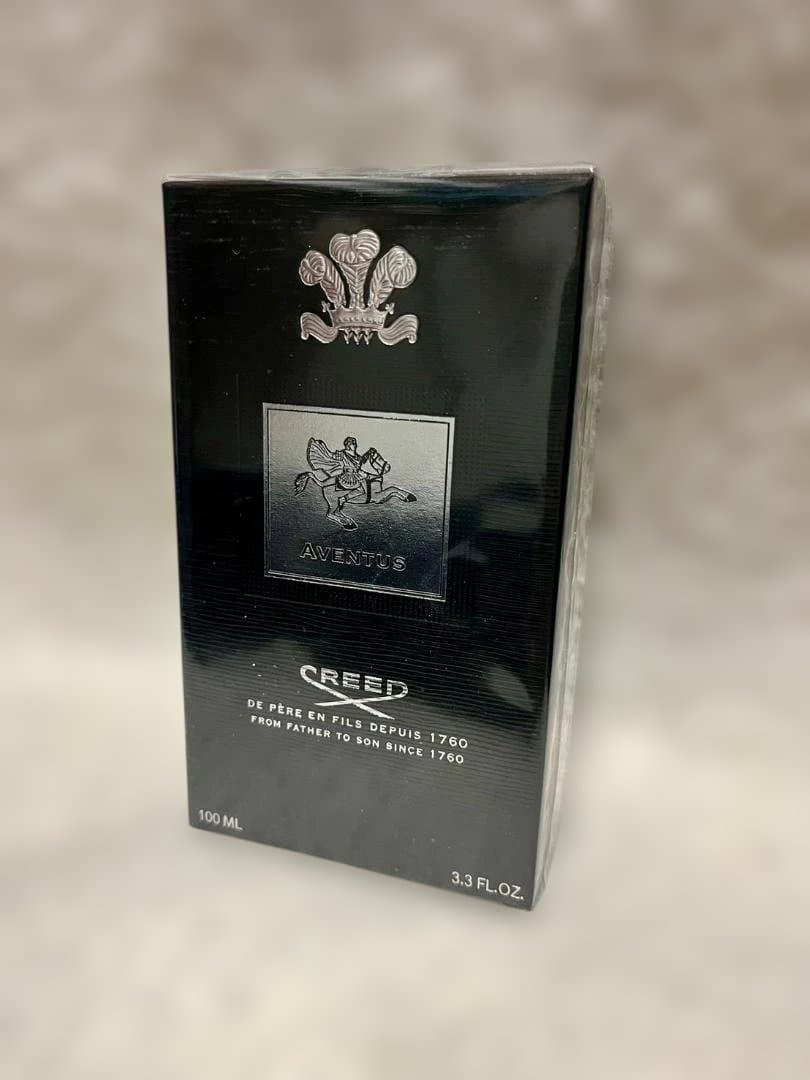 AVENTUS
CREED
DE PÈRE EN FILS DEPUIS 1760
FROM FATHER TO SON SINCE 1760
100 ML
3.3 FL.OZ.